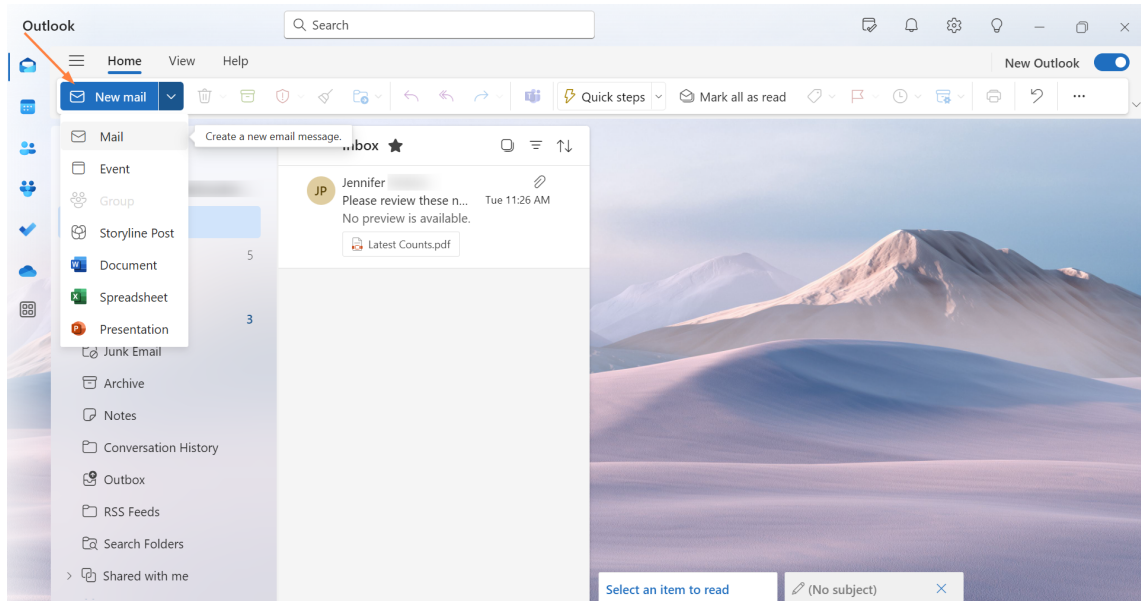 Outlook
Search
Home View Help
New Outlook
New mail
Quick steps
Mark all as read
Mail
Create a new email message.
Event
Group
Storyline Post
Document
5
Spreadsheet
Presentation
3
Junk Email
Archive
Notes
Conversation History
Outbox
RSS Feeds
Search Folders
Shared with me
Inbox
JP
Jennifer
Please review these n... Tue 11:26 AM
No preview is available.
Latest Counts.pdf
Select an item to read
(No subject)